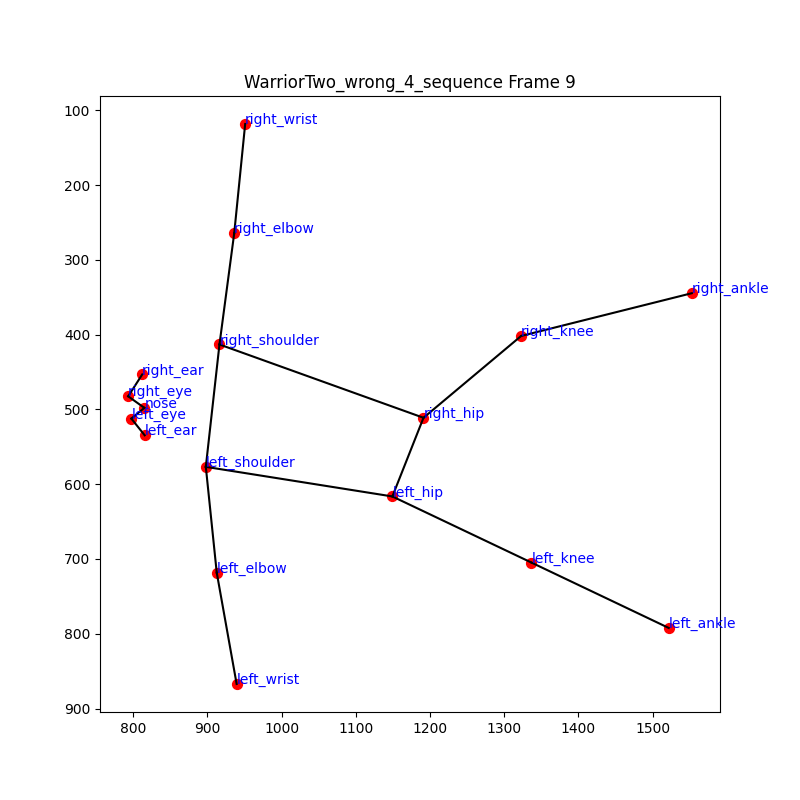 WarriorTwo_wrong_4_sequence Frame 9
100
right_wrist
200
right_elbow
300
right_ankle
right_knee
400
right_shoulder
right_ear
right_eye
nose
500
left_eye
right_hip
left_ear
left_shoulder
600
left_hip
left_knee
700
left_elbow
left_ankle
800
left_wrist
900
800 900 1000 1100 1200 1300 1400 1500